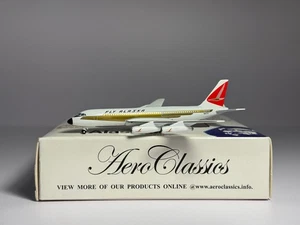 FLY ALASKA
AeroClassics
VIEW MORE OF OUR PRODUCTS ONLINE @www.aeroclassics.info.